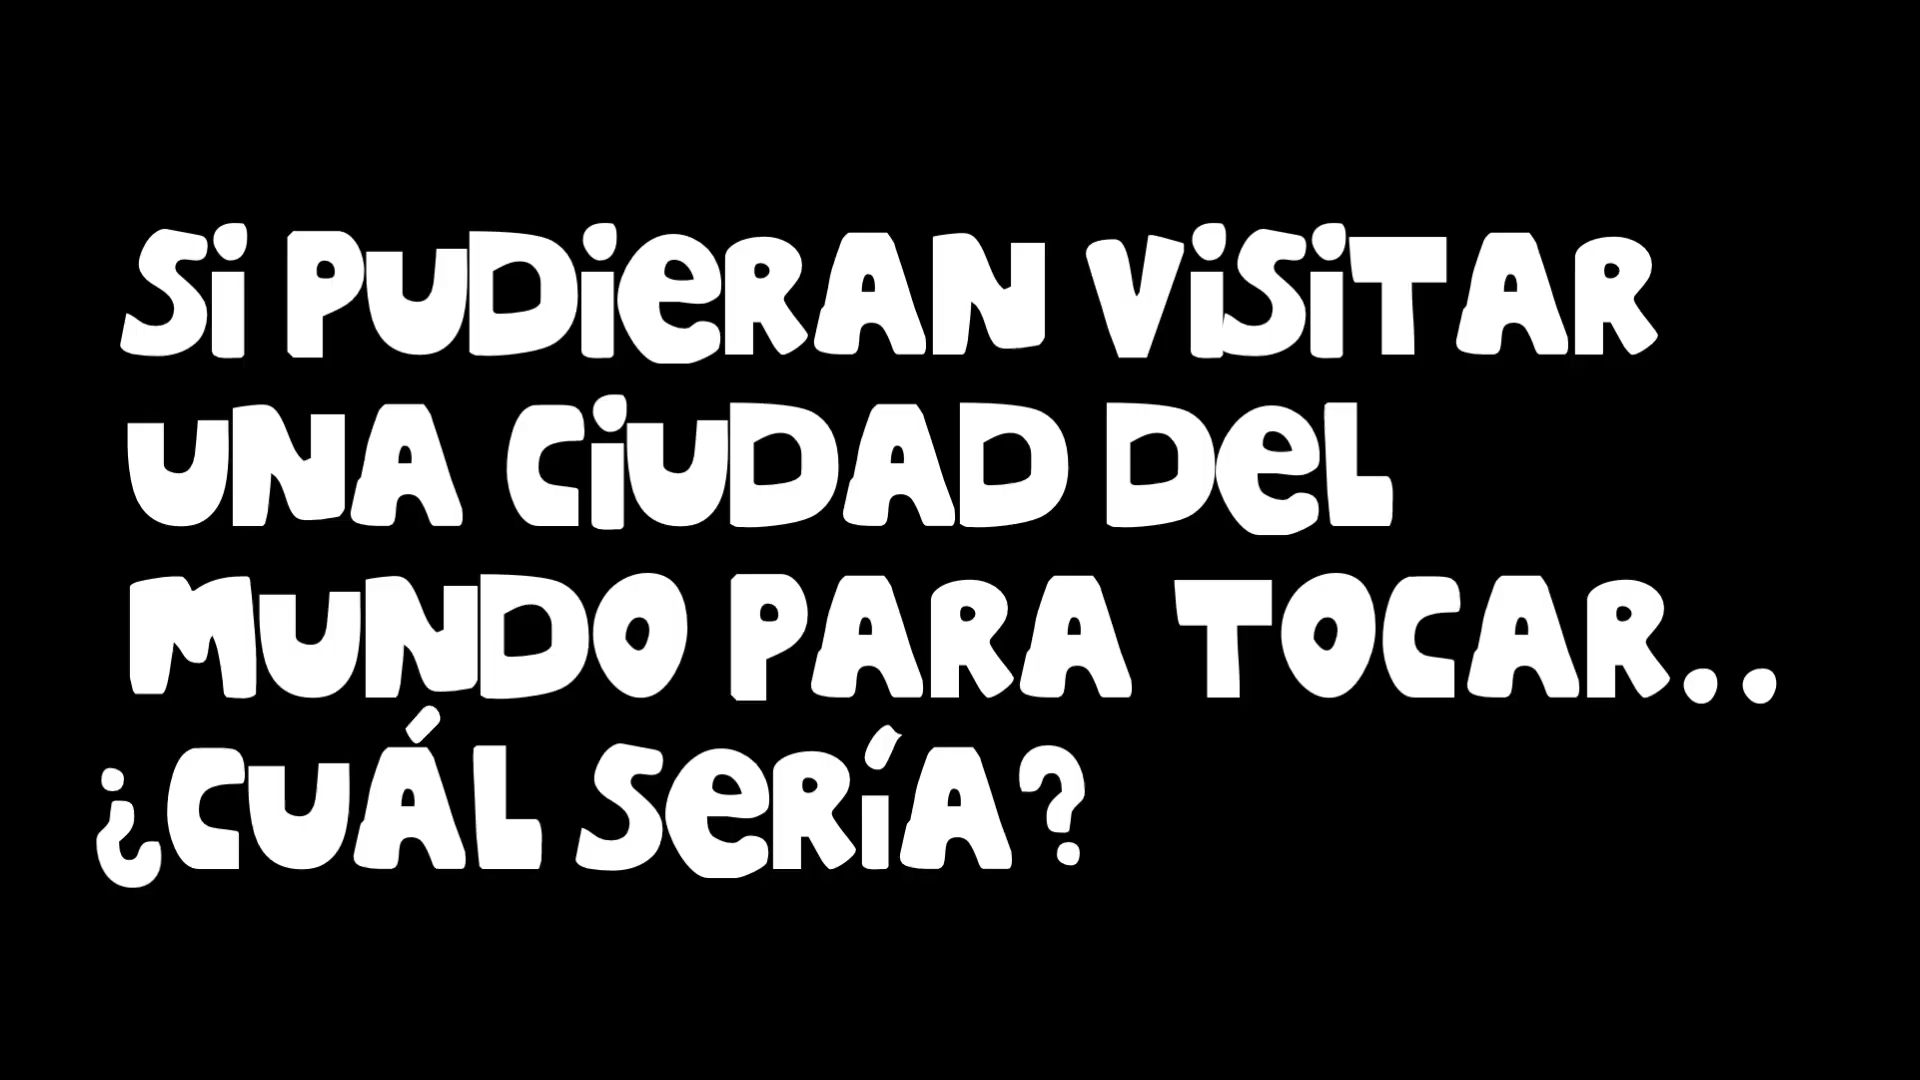 Si PUDieRAN ViSiTAR
UNA CiUDAD DeL
MUNDO PARA TOCAR..
¿CUÁL SeRíA?